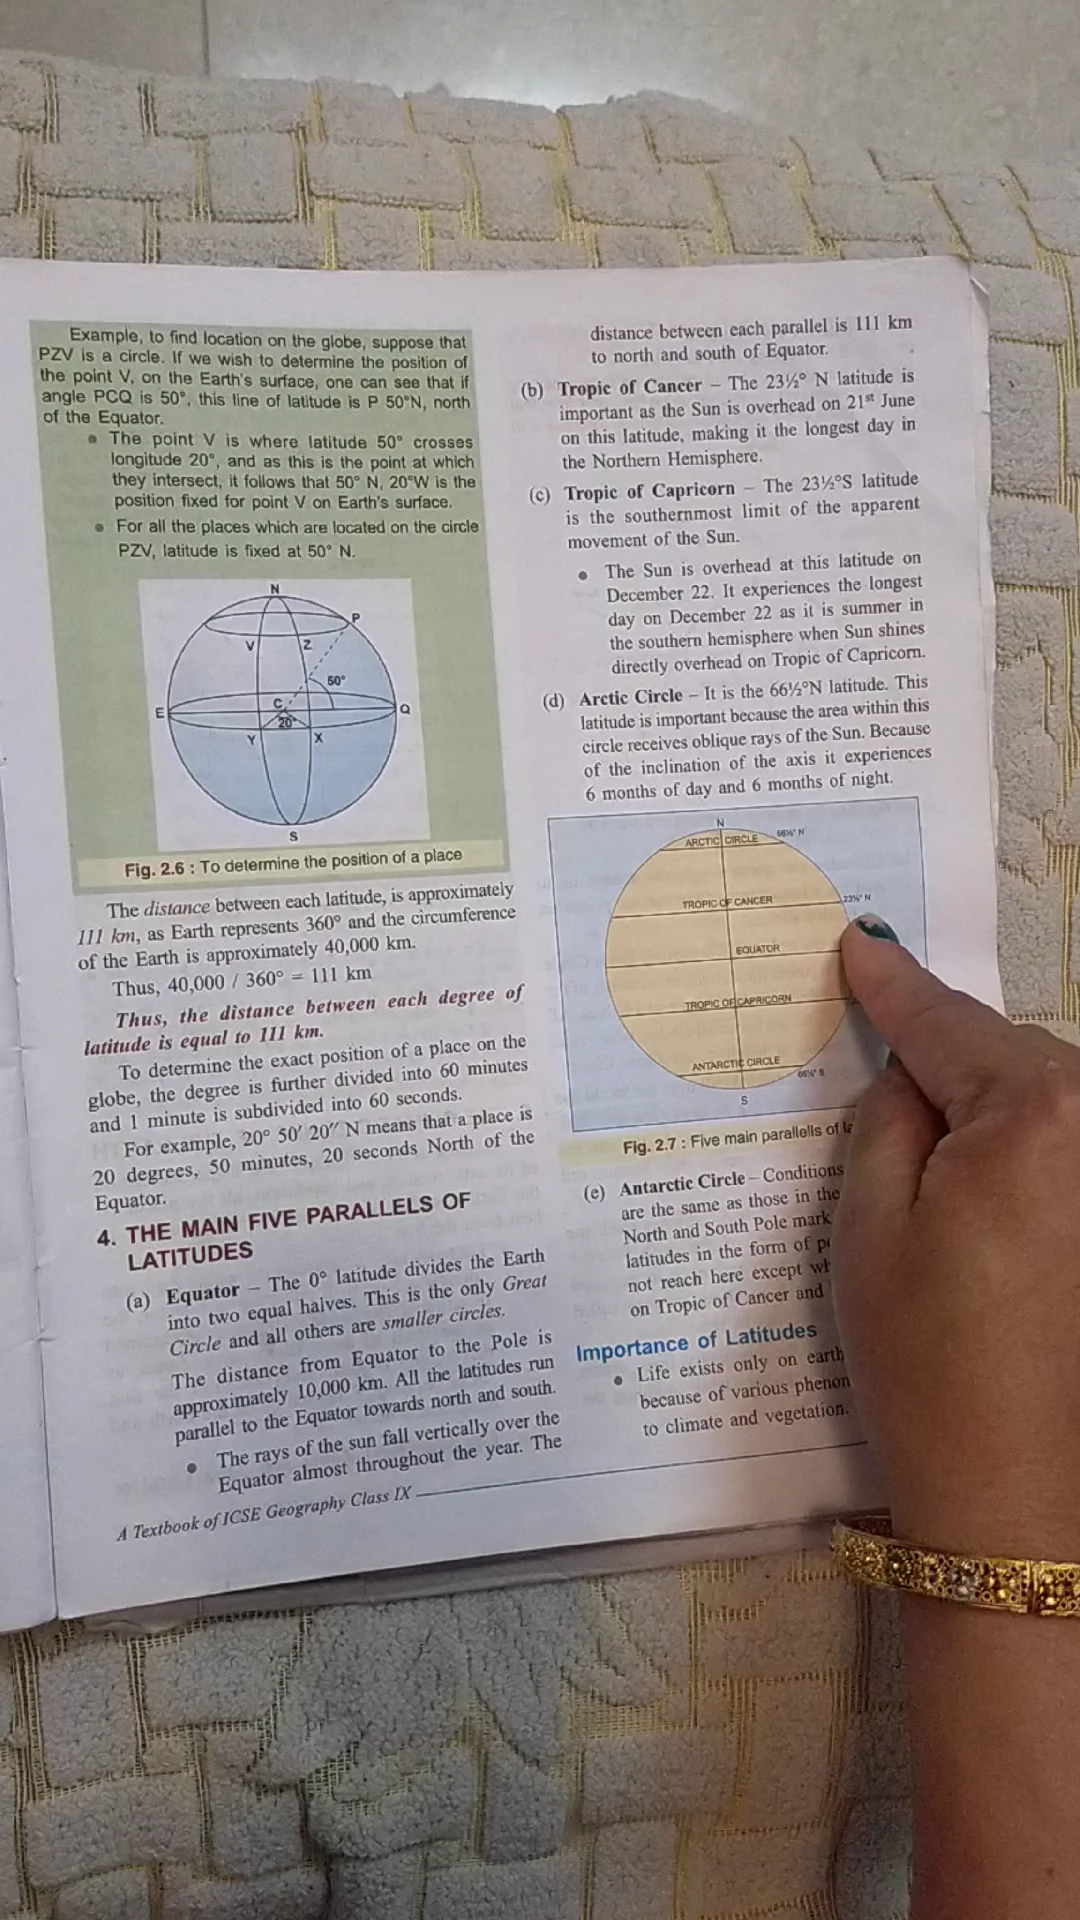 Example, to find location on the globe, suppose that
PZV is a circle. If we wish to determine the position of
the point V, on the Earth's surface, one can see that if
angle PCQ is 50°, this line of latitude is P 50°N, north
of the Equator.
• The point V is where latitude 50° crosses
longitude 20°, and as this is the point at which
they intersect, it follows that 50° N, 20°W is the
position fixed for point V on Earth's surface.
• For all the places which are located on the circle
PZV, latitude is fixed at 50° N.
N
P
V
Z
50°
E
C
Q
20°
Y
X
S
Fig. 2.6 : To determine the position of a place
The distance between each latitude, is approximately
111 km, as Earth represents 360° and the circumference
of the Earth is approximately 40,000 km.
Thus, 40,000 / 360° = 111 km
Thus, the distance between each degree of
latitude is equal to 111 km.
To determine the exact position of a place on the
globe, the degree is further divided into 60 minutes
and 1 minute is subdivided into 60 seconds.
For example, 20° 50′ 20″ N means that a place is
20 degrees, 50 minutes, 20 seconds North of the
Equator.
4. THE MAIN FIVE PARALLELS OF
LATITUDES
(a) Equator – The 0° latitude divides the Earth
into two equal halves. This is the only Great
Circle and all others are smaller circles.
The distance from Equator to the Pole is
approximately 10,000 km. All the latitudes run
parallel to the Equator towards north and south.
• The rays of the sun fall vertically over the
Equator almost throughout the year. The
A Textbook of ICSE Geography Class IX
distance between each parallel is 111 km
to north and south of Equator.
(b) Tropic of Cancer – The 23½° N latitude is
important as the Sun is overhead on 21st June
on this latitude, making it the longest day in
the Northern Hemisphere.
(c) Tropic of Capricorn – The 23½°S latitude
is the southernmost limit of the apparent
movement of the Sun.
• The Sun is overhead at this latitude on
December 22. It experiences the longest
day on December 22 as it is summer in
the southern hemisphere when Sun shines
directly overhead on Tropic of Capricorn.
(d) Arctic Circle – It is the 66½°N latitude. This
latitude is important because the area within this
circle receives oblique rays of the Sun. Because
of the inclination of the axis it experiences
6 months of day and 6 months of night.
N
ARCTIC CIRCLE 66½° N
TROPIC OF CANCER 23½° N
EQUATOR
TROPIC OF CAPRICORN
ANTARCTIC CIRCLE
66½° S
S
Fig. 2.7 : Five main parallells of
(e) Antarctic Circle – Conditions
are the same as those in the
North and South Pole mark
latitudes in the form of
not reach here except
on Tropic of Cancer and
Importance of Latitudes
• Life exists only on earth
because of various
to climate and vegetation.